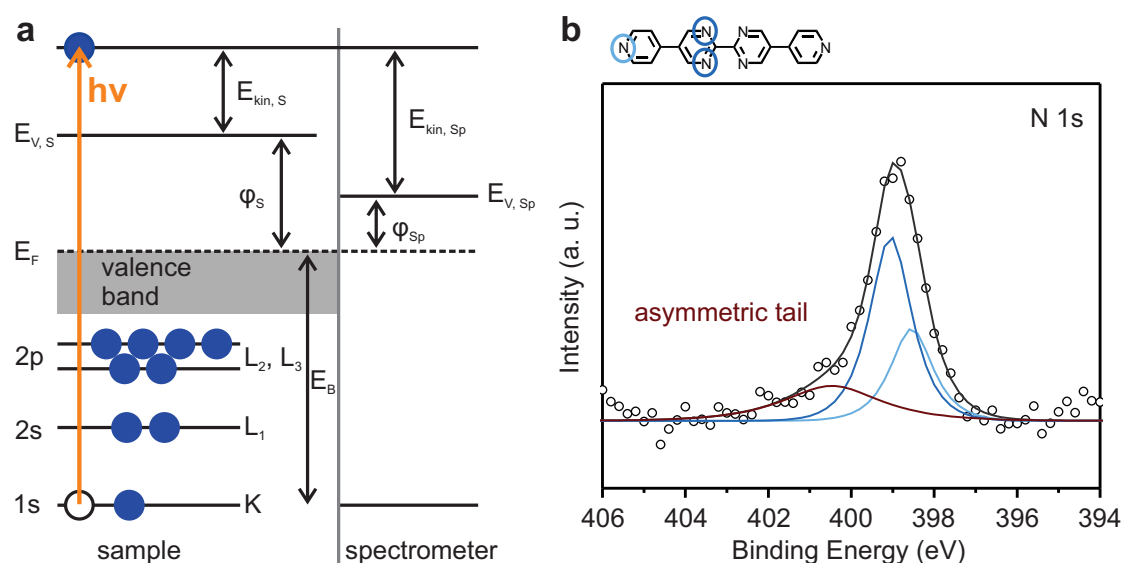 a
hν
E_kin, S
E_kin, Sp
E_V, S
E_V, Sp
φ_S
φ_Sp
E_F
valence
band
2p
L_2, L_3
E_B
2s
L_1
1s
K
sample
spectrometer
b
N
N
N
N
N
N
N 1s
asymmetric tail
Intensity (a. u.)
406
404
402
400
398
396
394
Binding Energy (eV)